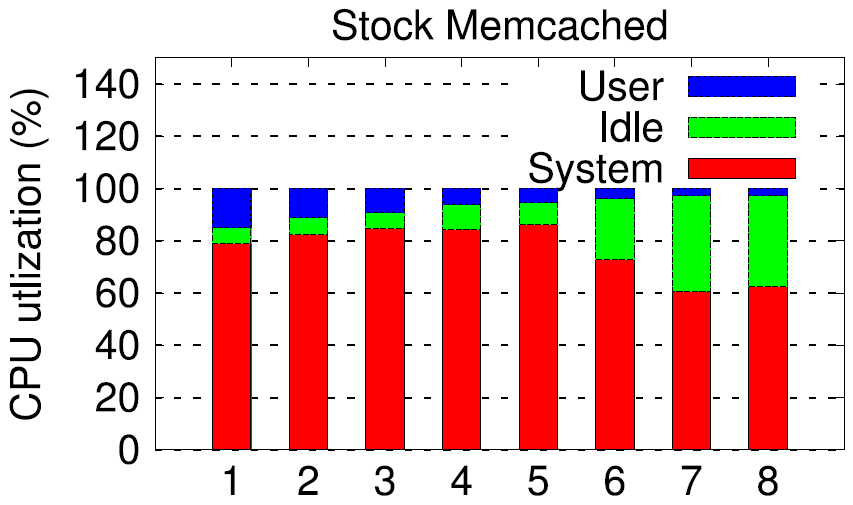 Stock Memcached
CPU utlization (%)
140
120
100
80
60
40
20
0
User
Idle
System
1 2 3 4 5 6 7 8